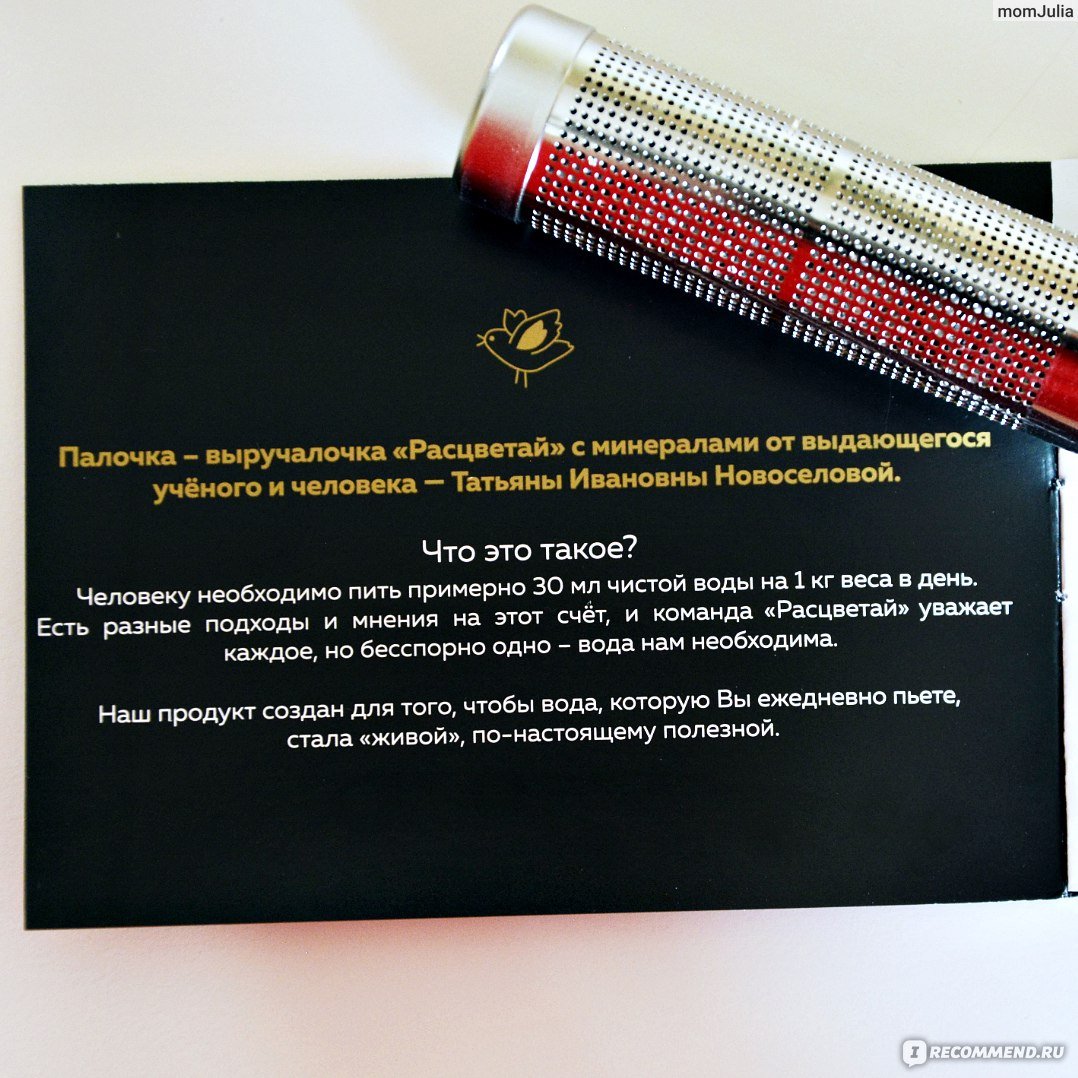 momJulia
Палочка – выручалочка «Расцветай» с минералами от выдающегося
учёного и человека — Татьяны Ивановны Новоселовой.
Что это такое?
Человеку необходимо пить примерно 30 мл чистой воды на 1 кг веса в день.
Есть разные подходы и мнения на этот счёт, и команда «Расцветай» уважает
каждое, но бесспорно одно – вода нам необходима.
Наш продукт создан для того, чтобы вода, которую Вы ежедневно пьете,
стала «живой», по-настоящему полезной.
I RECOMMEND.RU